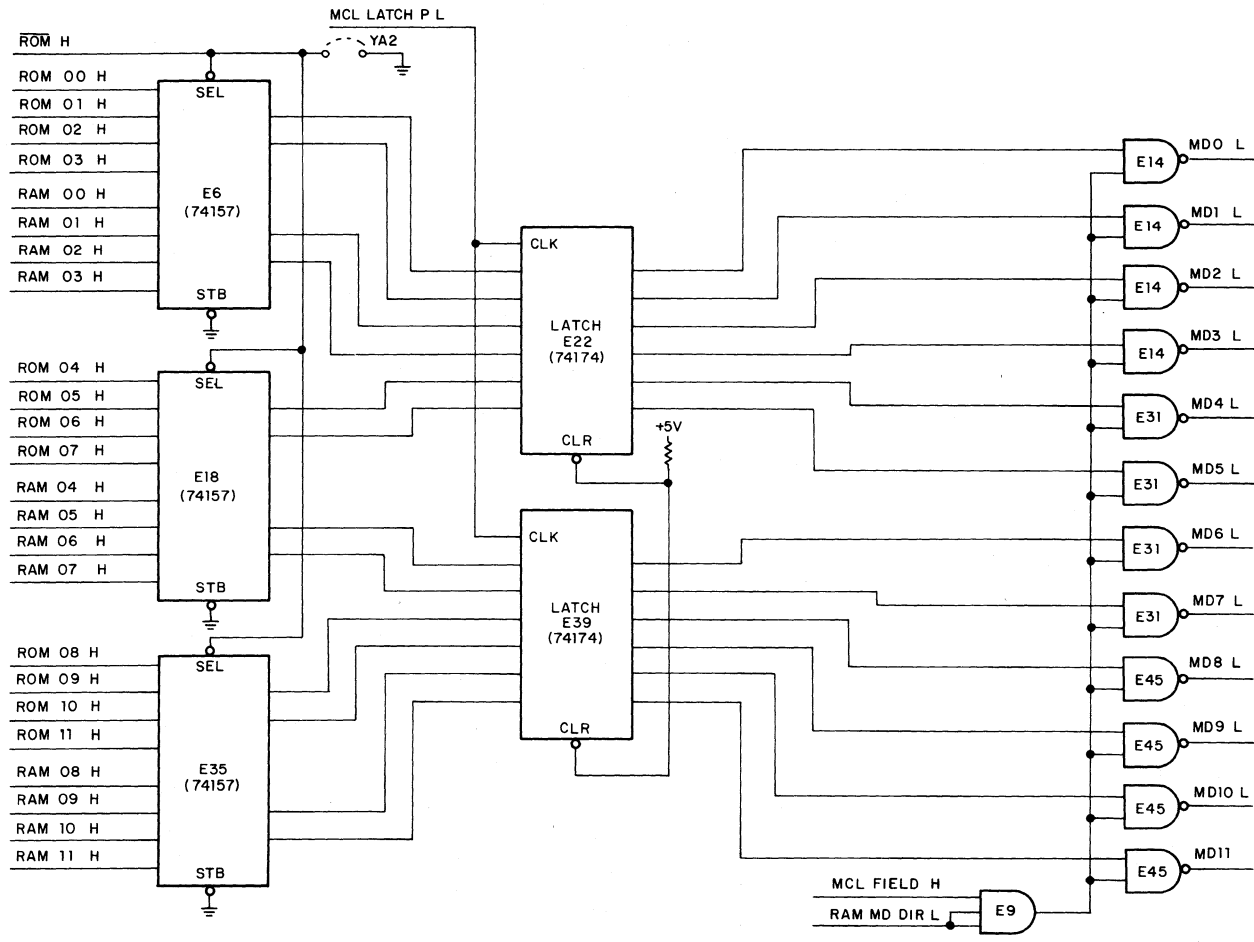 MCL LATCH P L
ROM H
YA2
ROM 00 H
ROM 01 H
ROM 02 H
ROM 03 H
RAM 00 H
RAM 01 H
RAM 02 H
RAM 03 H
SEL
E6
(74157)
STB
ROM 04 H
ROM 05 H
ROM 06 H
ROM 07 H
RAM 04 H
RAM 05 H
RAM 06 H
RAM 07 H
SEL
E18
(74157)
STB
ROM 08 H
ROM 09 H
ROM 10 H
ROM 11 H
RAM 08 H
RAM 09 H
RAM 10 H
RAM 11 H
SEL
E35
(74157)
STB
CLK
LATCH
E22
(74174)
CLR
+5V
CLK
LATCH
E39
(74174)
CLR
E14
MD0 L
E14
MD1 L
E14
MD2 L
E14
MD3 L
E31
MD4 L
E31
MD5 L
E31
MD6 L
E31
MD7 L
E45
MD8 L
E45
MD9 L
E45
MD10 L
E45
MD11
MCL FIELD H
RAM MD DIR L
E9